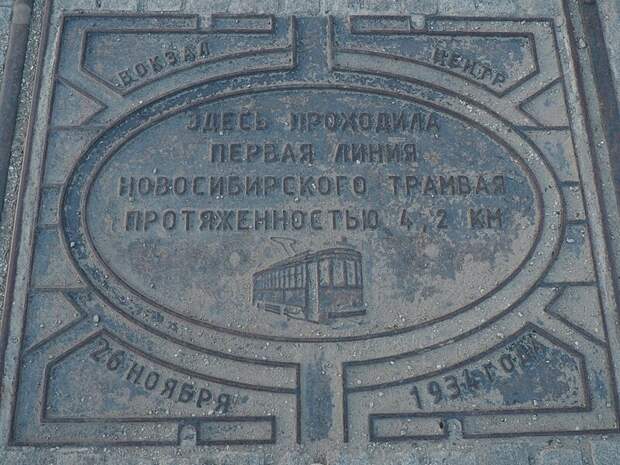 ВОКЗАЛ
ЦЕНТР
ЗДЕСЬ ПРОХОДИЛА
ПЕРВАЯ ЛИНИЯ
НОВОСИБИРСКОГО ТРАМВАЯ
ПРОТЯЖЕННОСТЬЮ 4,2 КМ
26 НОЯБРЯ
1934 ГОДА